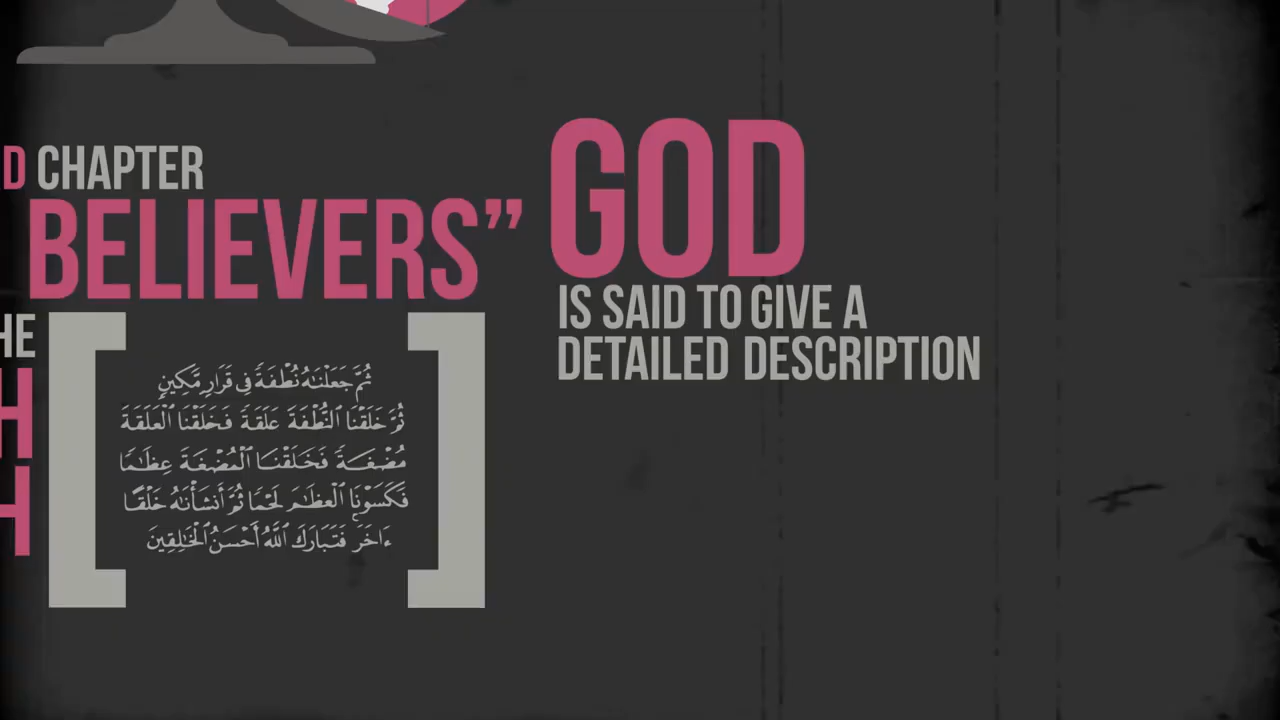 D CHAPTER
BELIEVERS”
HE
H
H
ثُمَّ جَعَلْنَٰهُ نُطْفَةً فِى قَرَارٍ مَّكِينٍ
ثُمَّ خَلَقْنَا ٱلنُّطْفَةَ عَلَقَةً فَخَلَقْنَا ٱلْعَلَقَةَ
مُضْغَةً فَخَلَقْنَا ٱلْمُضْغَةَ عِظَٰمًا
فَكَسَوْنَا ٱلْعِظَٰمَ لَحْمًا ثُمَّ أَنشَأْنَٰهُ خَلْقًا
ءَاخَرَ فَتَبَارَكَ ٱللَّهُ أَحْسَنُ ٱلْخَٰلِقِينَ
GOD
IS SAID TO GIVE A
DETAILED DESCRIPTION